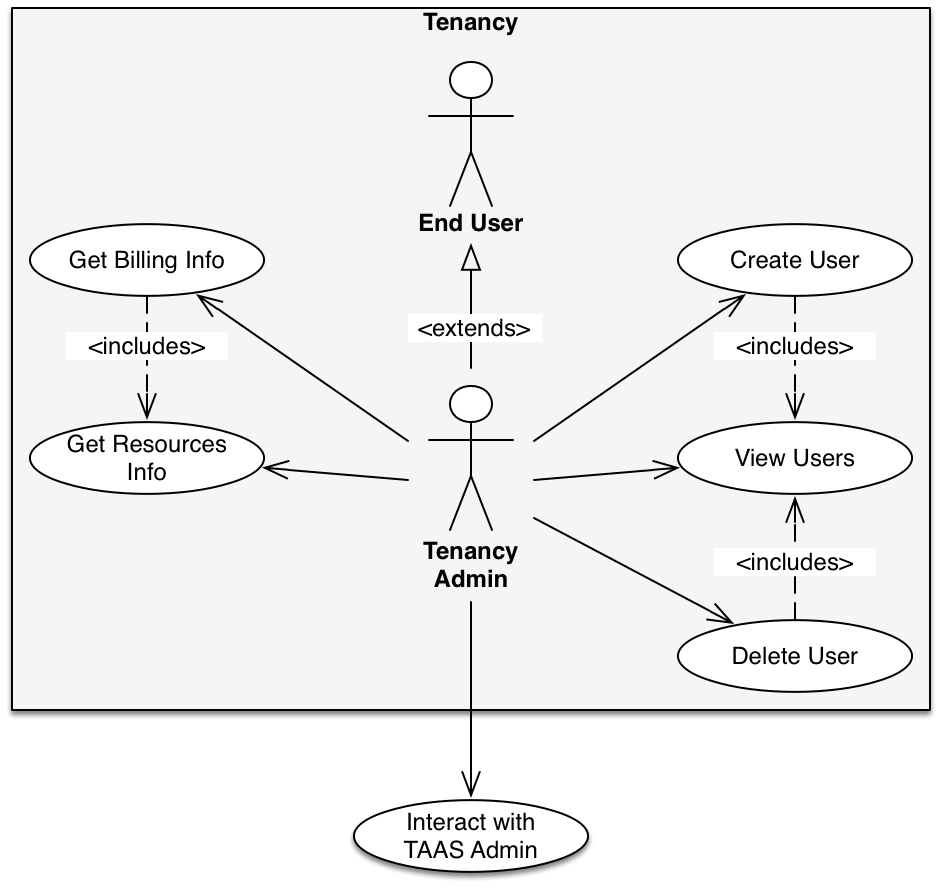 Tenancy
End User
Get Billing Info
Create User
<extends>
<includes>
<includes>
Get Resources
Info
View Users
Tenancy
Admin
<includes>
Delete User
Interact with
TAAS Admin